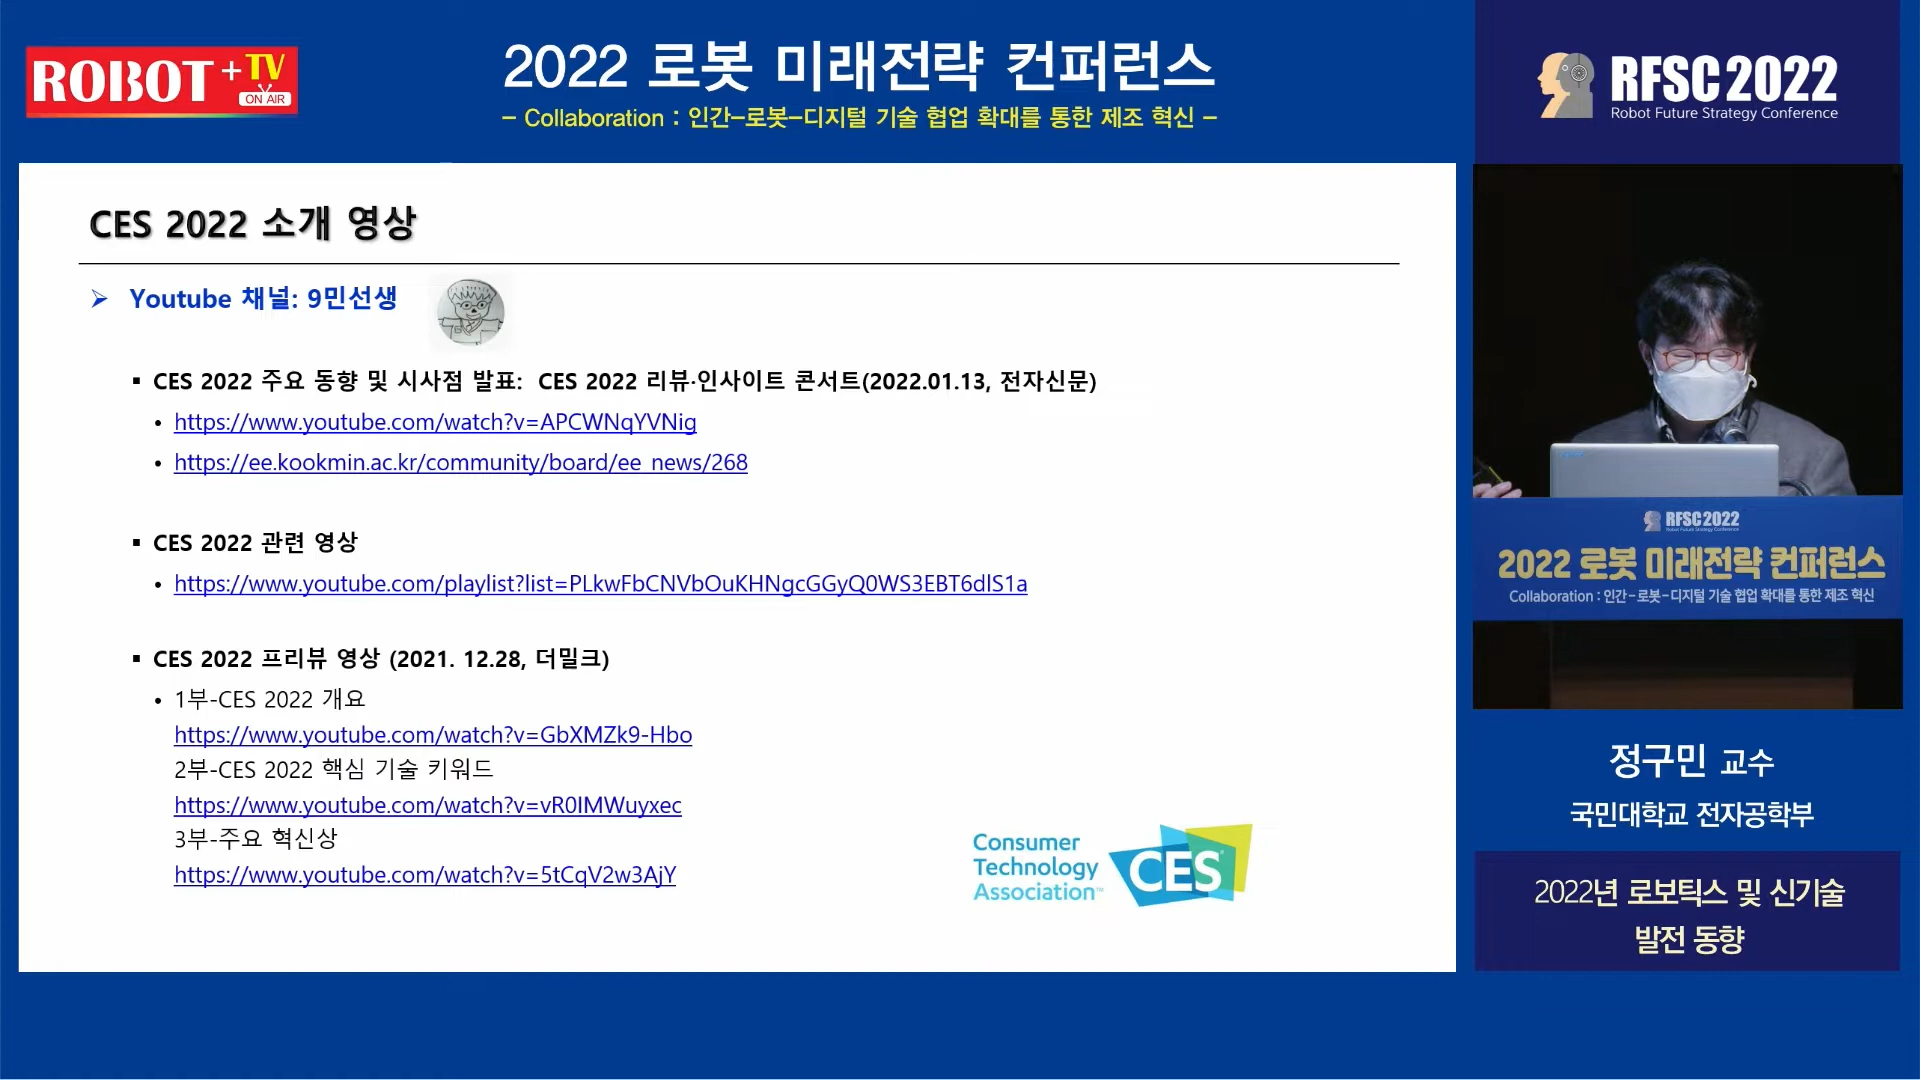 ROBOT+TV
ON AIR
2022 로봇 미래전략 컨퍼런스
– Collaboration : 인간–로봇–디지털 기술 협업 확대를 통한 제조 혁신 –
RFSC 2022
Robot Future Strategy Conference
CES 2022 소개 영상
➢ Youtube 채널: 9민선생
▪ CES 2022 주요 동향 및 시사점 발표: CES 2022 리뷰·인사이트 콘서트(2022.01.13, 전자신문)
• https://www.youtube.com/watch?v=APCWNqYVNig
• https://ee.kookmin.ac.kr/community/board/ee_news/268
▪ CES 2022 관련 영상
• https://www.youtube.com/playlist?list=PLkwFbCNVbOuKHNgcGGyQ0WS3EBT6dlS1a
▪ CES 2022 프리뷰 영상 (2021. 12.28, 더밀크)
• 1부-CES 2022 개요
https://www.youtube.com/watch?v=GbXMZk9-Hbo
2부-CES 2022 핵심 기술 키워드
https://www.youtube.com/watch?v=vR0IMWuyxec
3부-주요 혁신상
https://www.youtube.com/watch?v=5tCqV2w3AjY
Consumer
Technology
Association™
CES
RFSC 2022
Robot Future Strategy Conference
2022 로봇 미래전략 컨퍼런스
Collaboration : 인간-로봇-디지털 기술 협업 확대를 통한 제조 혁신
정구민 교수
국민대학교 전자공학부
2022년 로보틱스 및 신기술
발전 동향